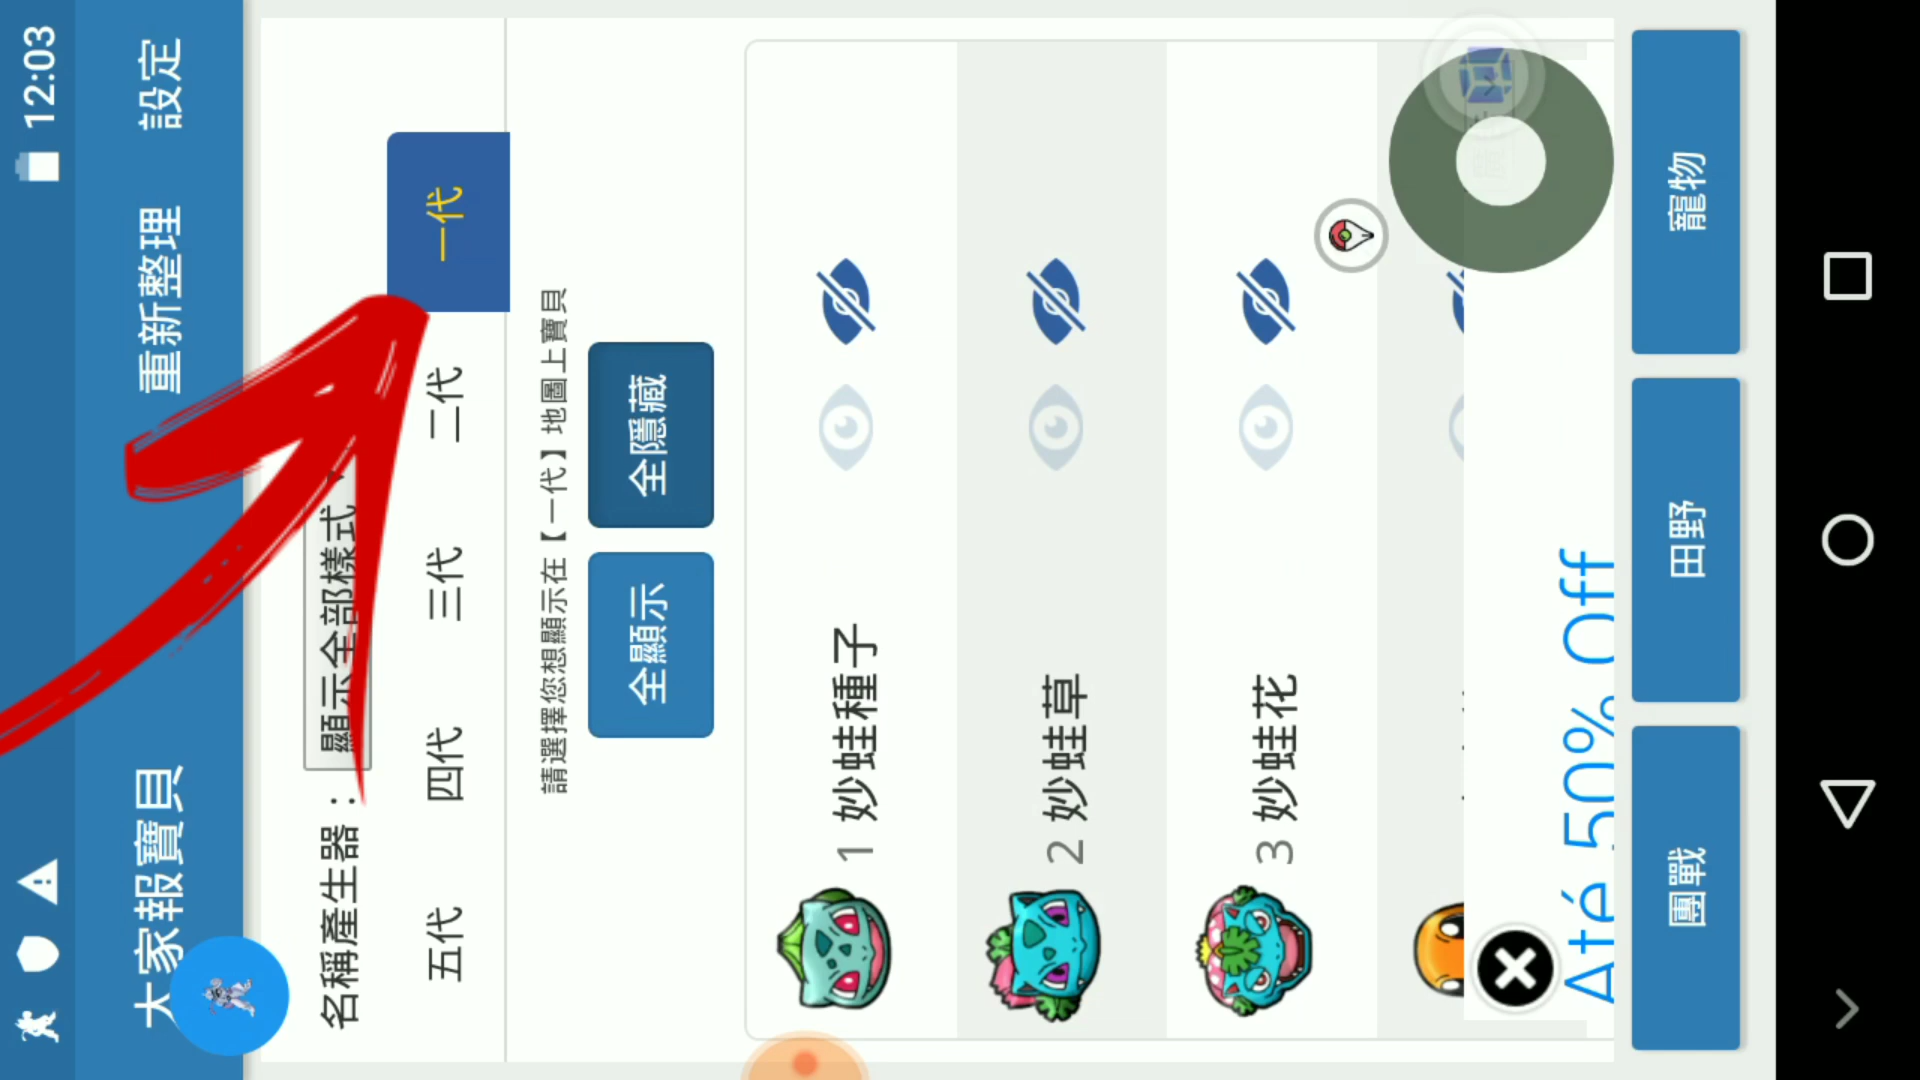 12:03
大家報寶貝 重新整理 設定
名稱產生器： 顯示全部樣式
五代 四代 三代 二代 一代
請選擇您想顯示在【一代】地圖上寶貝
全顯示 全隱藏
1 妙蛙種子
2 妙蛙草
3 妙蛙花
Até 50% Off
團戰 田野 寵物